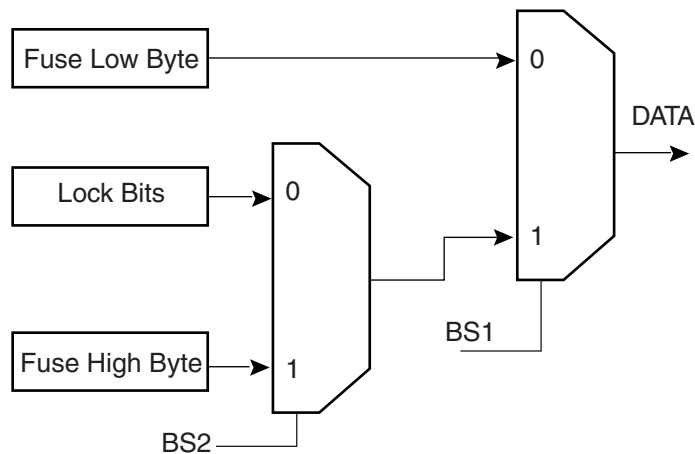 Fuse Low Byte
0
DATA
Lock Bits
0
1
BS1
Fuse High Byte
1
BS2